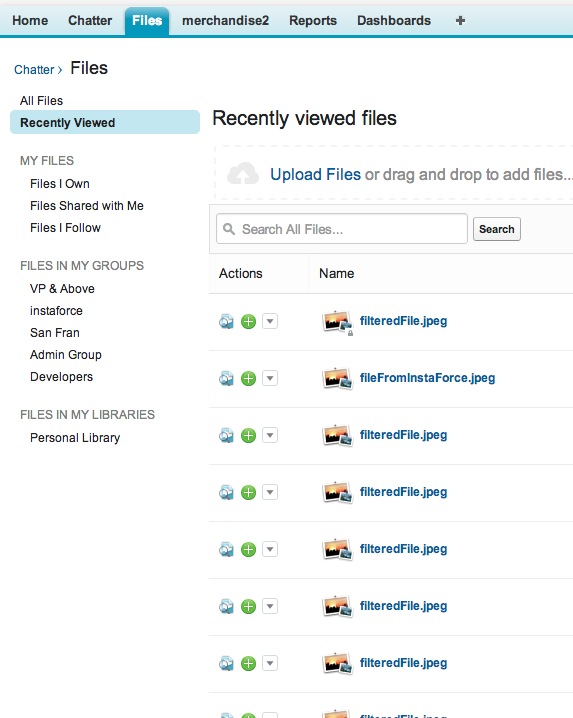 Home Chatter Files merchandise2 Reports Dashboards +
Chatter › Files
All Files
Recently Viewed
MY FILES
Files I Own
Files Shared with Me
Files I Follow
FILES IN MY GROUPS
VP & Above
instaforce
San Fran
Admin Group
Developers
FILES IN MY LIBRARIES
Personal Library
Recently viewed files
Upload Files or drag and drop to add files...
Search All Files... Search
Actions Name
filteredFile.jpeg
fileFromInstaForce.jpeg
filteredFile.jpeg
filteredFile.jpeg
filteredFile.jpeg
filteredFile.jpeg
filteredFile.jpeg
filteredFile.jpeg